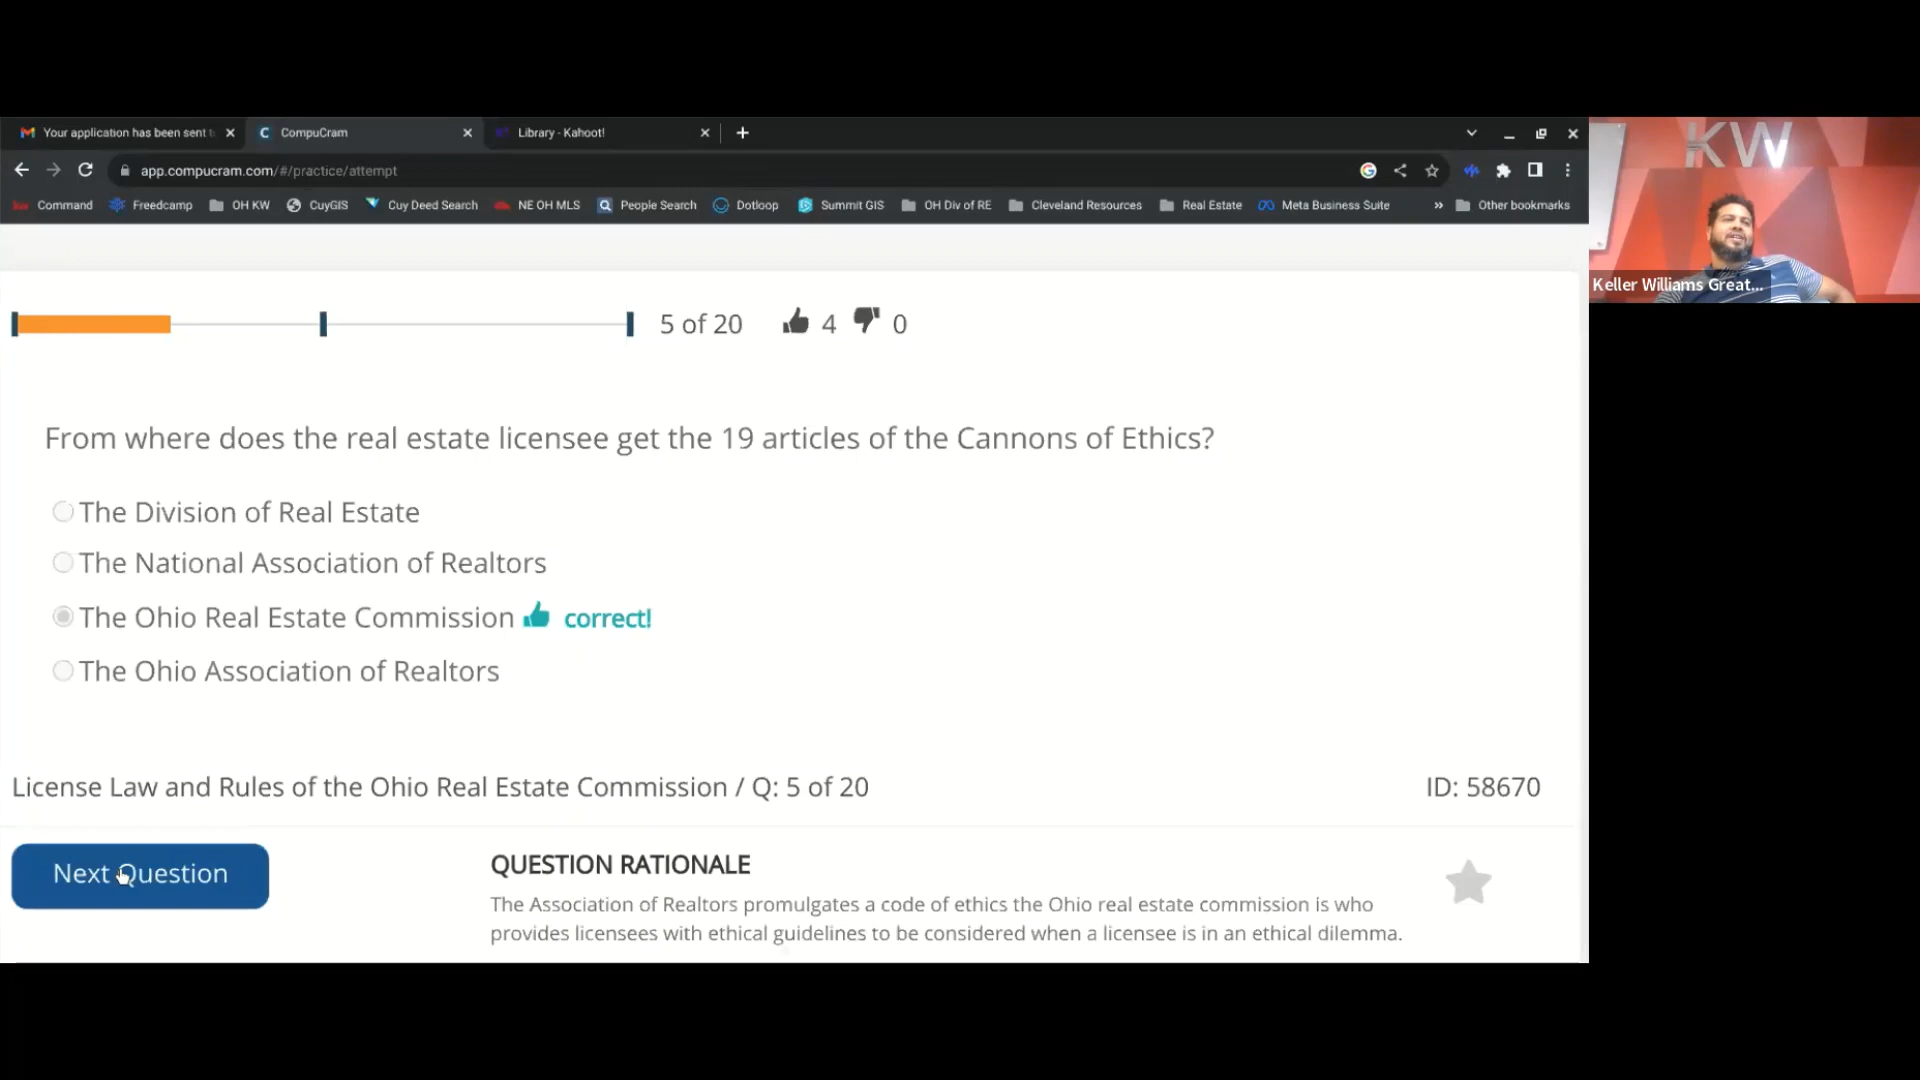 Your application has been sent t
CompuCram
Library - Kahoot!
app.compucram.com/#/practice/attempt
Command
Freedcamp
OH KW
CuyGIS
Cuy Deed Search
NE OH MLS
People Search
Dotloop
Summit GIS
OH Div of RE
Cleveland Resources
Real Estate
Meta Business Suite
»
Other bookmarks
KW
Keller Williams Great...
5 of 20
4
0
From where does the real estate licensee get the 19 articles of the Cannons of Ethics?
The Division of Real Estate
The National Association of Realtors
The Ohio Real Estate Commission correct!
The Ohio Association of Realtors
License Law and Rules of the Ohio Real Estate Commission / Q: 5 of 20
ID: 58670
Next Question
QUESTION RATIONALE
The Association of Realtors promulgates a code of ethics the Ohio real estate commission is who
provides licensees with ethical guidelines to be considered when a licensee is in an ethical dilemma.